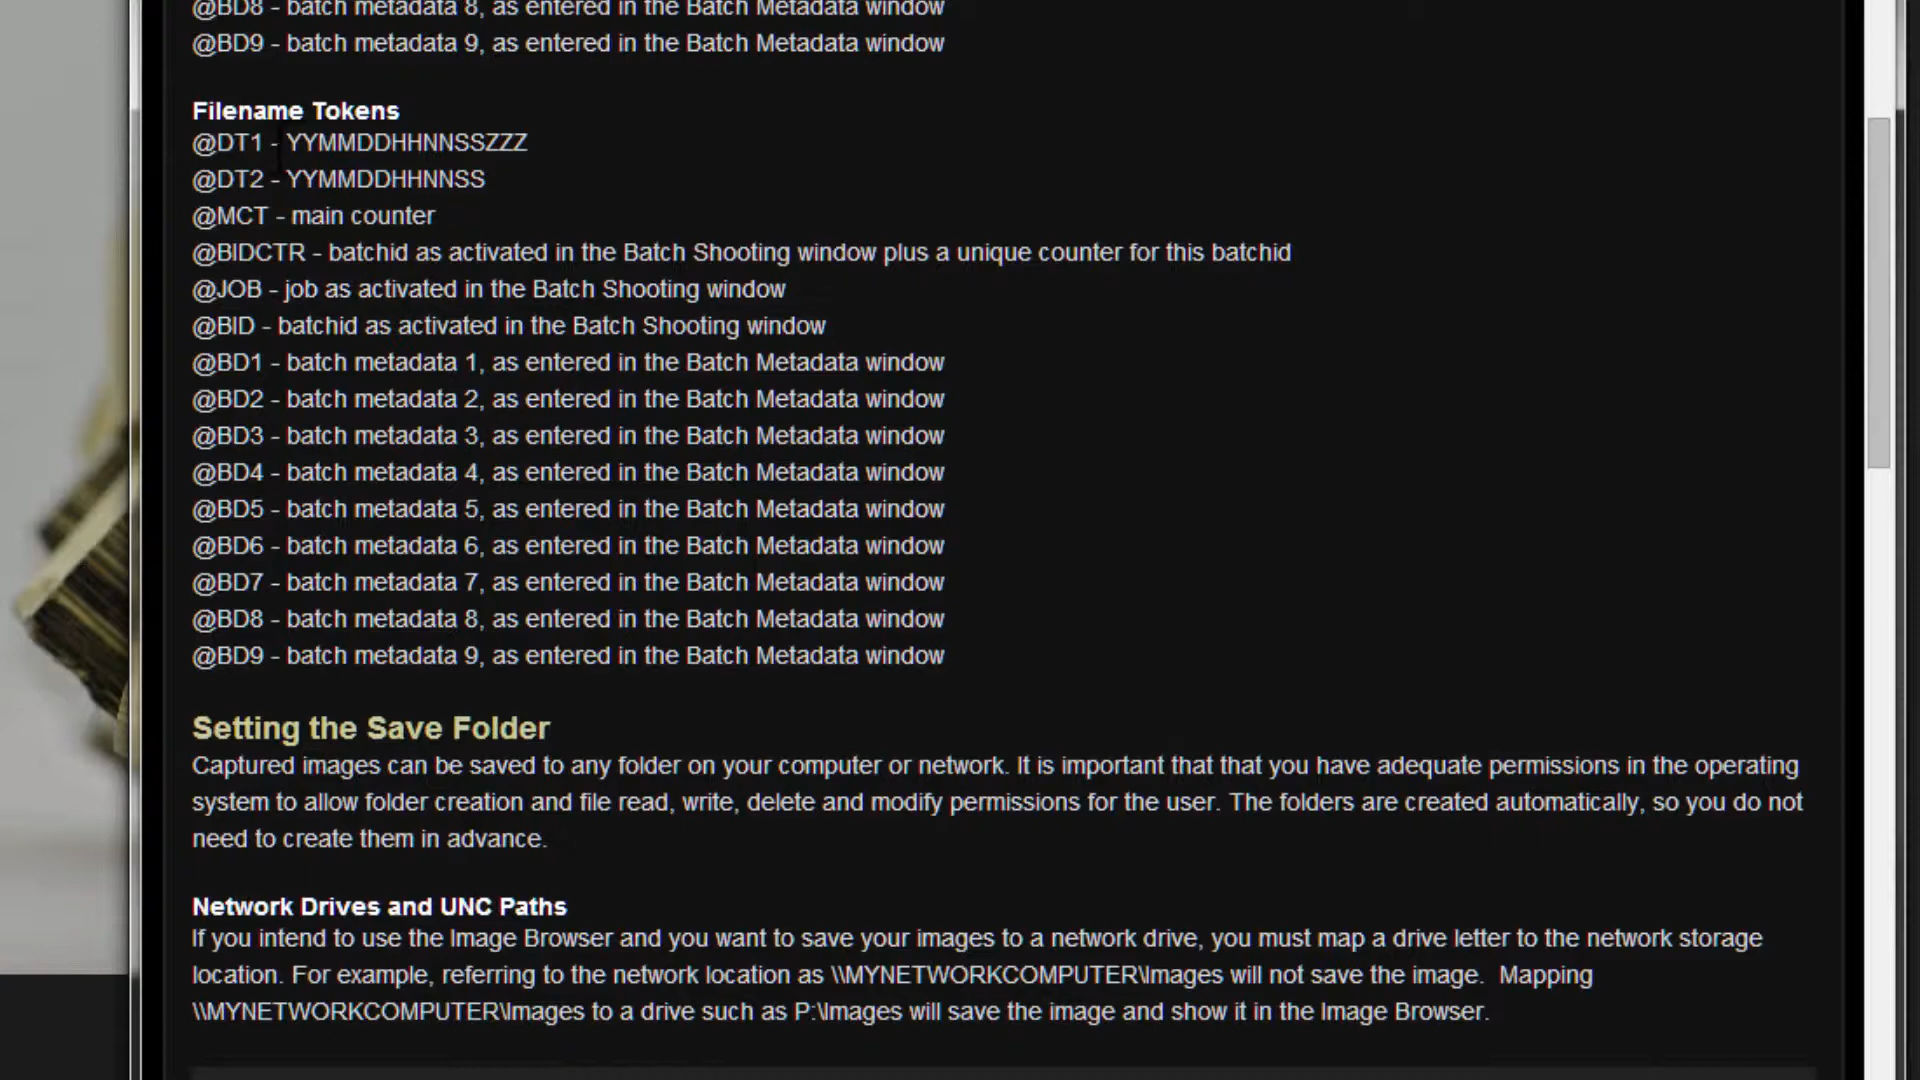 @BD8 - batch metadata 8, as entered in the Batch Metadata window
@BD9 - batch metadata 9, as entered in the Batch Metadata window
Filename Tokens
@DT1 - YYMMDDHHNNSSZZZ
@DT2 - YYMMDDHHNNSS
@MCT - main counter
@BIDCTR - batchid as activated in the Batch Shooting window plus a unique counter for this batchid
@JOB - job as activated in the Batch Shooting window
@BID - batchid as activated in the Batch Shooting window
@BD1 - batch metadata 1, as entered in the Batch Metadata window
@BD2 - batch metadata 2, as entered in the Batch Metadata window
@BD3 - batch metadata 3, as entered in the Batch Metadata window
@BD4 - batch metadata 4, as entered in the Batch Metadata window
@BD5 - batch metadata 5, as entered in the Batch Metadata window
@BD6 - batch metadata 6, as entered in the Batch Metadata window
@BD7 - batch metadata 7, as entered in the Batch Metadata window
@BD8 - batch metadata 8, as entered in the Batch Metadata window
@BD9 - batch metadata 9, as entered in the Batch Metadata window
Setting the Save Folder
Captured images can be saved to any folder on your computer or network. It is important that that you have adequate permissions in the operating
system to allow folder creation and file read, write, delete and modify permissions for the user. The folders are created automatically, so you do not
need to create them in advance.
Network Drives and UNC Paths
If you intend to use the Image Browser and you want to save your images to a network drive, you must map a drive letter to the network storage
location. For example, referring to the network location as \\MYNETWORKCOMPUTER\Images will not save the image.  Mapping
\\MYNETWORKCOMPUTER\Images to a drive such as P:\Images will save the image and show it in the Image Browser.